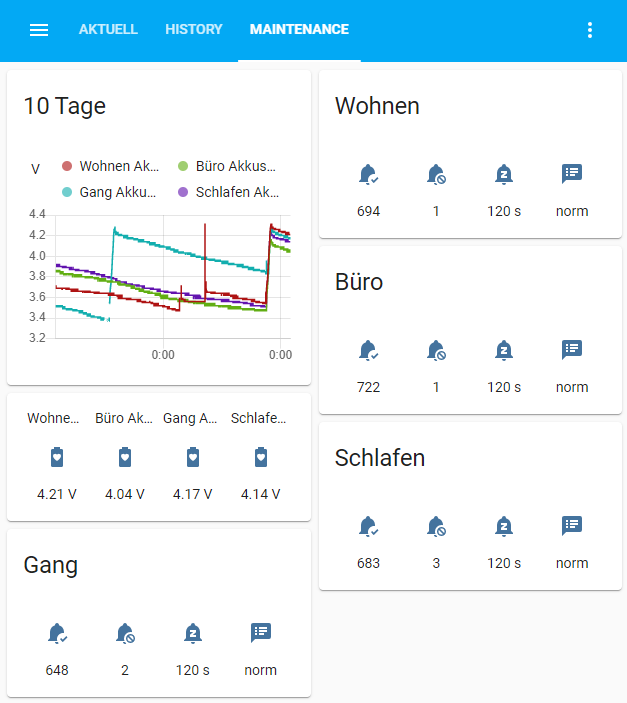 AKTUELL HISTORY MAINTENANCE
10 Tage
V Wohnen Ak... Büro Akkus...
Gang Akku... Schlafen Ak...
4.4
4.2
4.0
3.8
3.6
3.4
3.2
0:00 0:00
Wohne... Büro Ak... Gang A... Schlafe...
4.21 V 4.04 V 4.17 V 4.14 V
Gang
648 2 120 s norm
Wohnen
694 1 120 s norm
Büro
722 1 120 s norm
Schlafen
683 3 120 s norm